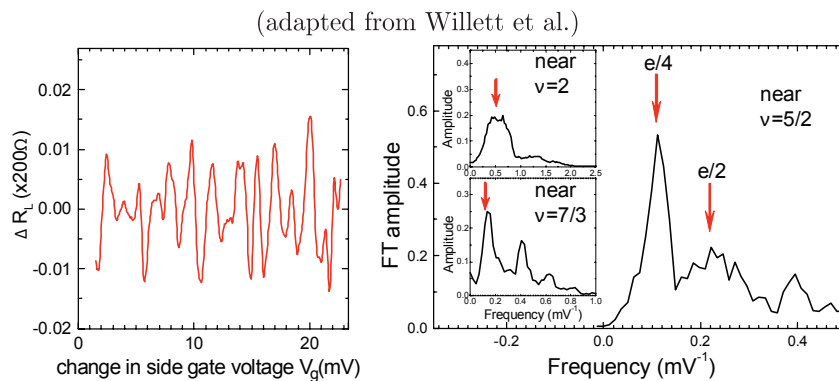 (adapted from Willett et al.)
Δ R_L (x200Ω)
0.02
0.01
0.00
-0.01
-0.02
0 10 20
change in side gate voltage V_g(mV)
FT amplitude
0.6
0.4
0.2
0.0
-0.2 0.0 0.2 0.4
Frequency (mV⁻¹)
e/4
e/2
near
ν=5/2
Amplitude
0.4
0.3
0.2
0.1
0.0
0.0 0.5 1.0 1.5 2.0 2.5
near
ν=2
Amplitude
0.4
0.3
0.2
0.1
0.0
0.0 0.2 0.4 0.6 0.8 1.0
Frequency (mV⁻¹)
near
ν=7/3